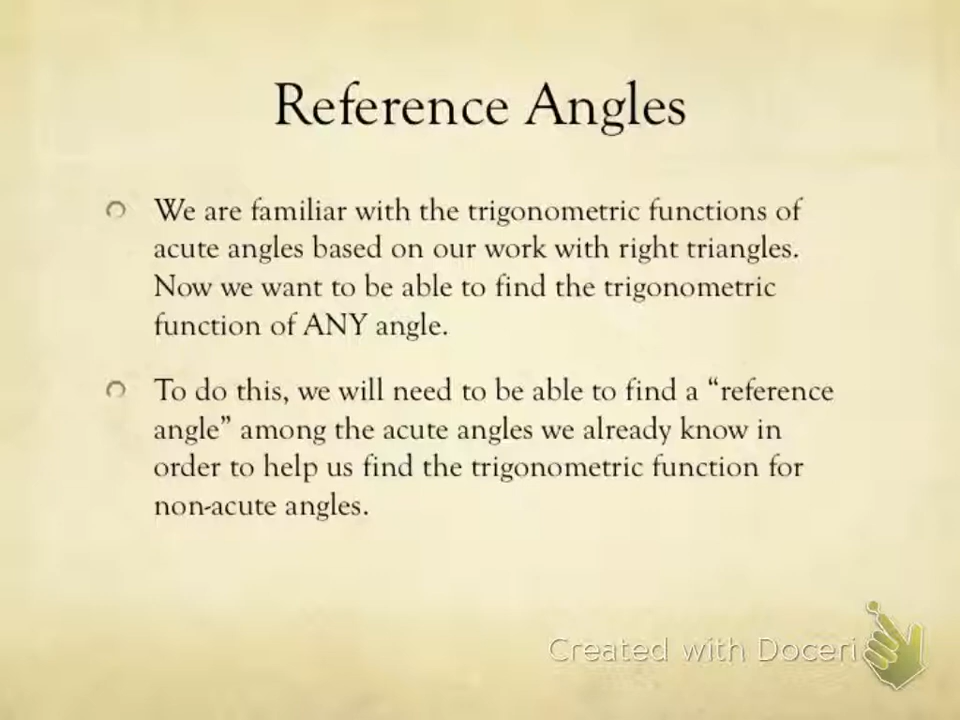 Reference Angles
We are familiar with the trigonometric functions of
acute angles based on our work with right triangles.
Now we want to be able to find the trigonometric
function of ANY angle.
To do this, we will need to be able to find a “reference
angle” among the acute angles we already know in
order to help us find the trigonometric function for
non-acute angles.
Created with Doceri